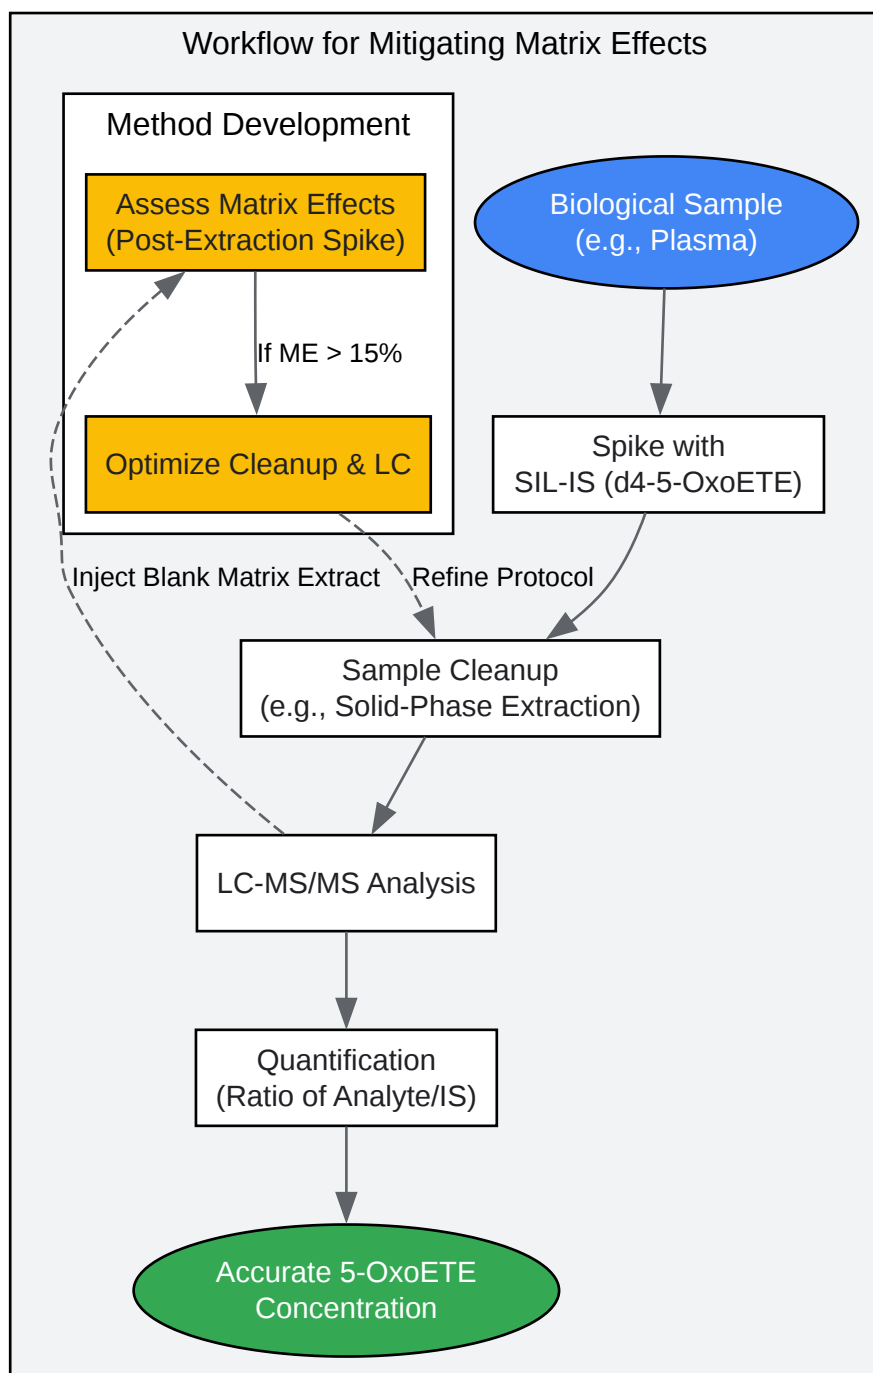 Workflow for Mitigating Matrix Effects
Method Development
Assess Matrix Effects
(Post-Extraction Spike)
Biological Sample
(e.g., Plasma)
If ME > 15%
Optimize Cleanup & LC
Spike with
SIL-IS (d4-5-OxoETE)
Inject Blank Matrix Extract
Refine Protocol
Sample Cleanup
(e.g., Solid-Phase Extraction)
LC-MS/MS Analysis
Quantification
(Ratio of Analyte/IS)
Accurate 5-OxoETE
Concentration